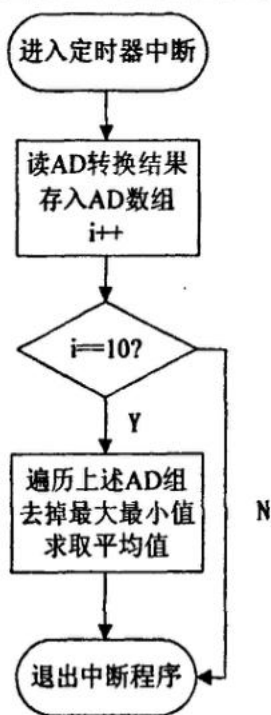 进入定时器中断
读AD转换结果
存入AD数组
i++
i==10?
Y
遍历上述AD组
去掉最大最小值
求取平均值
N
退出中断程序